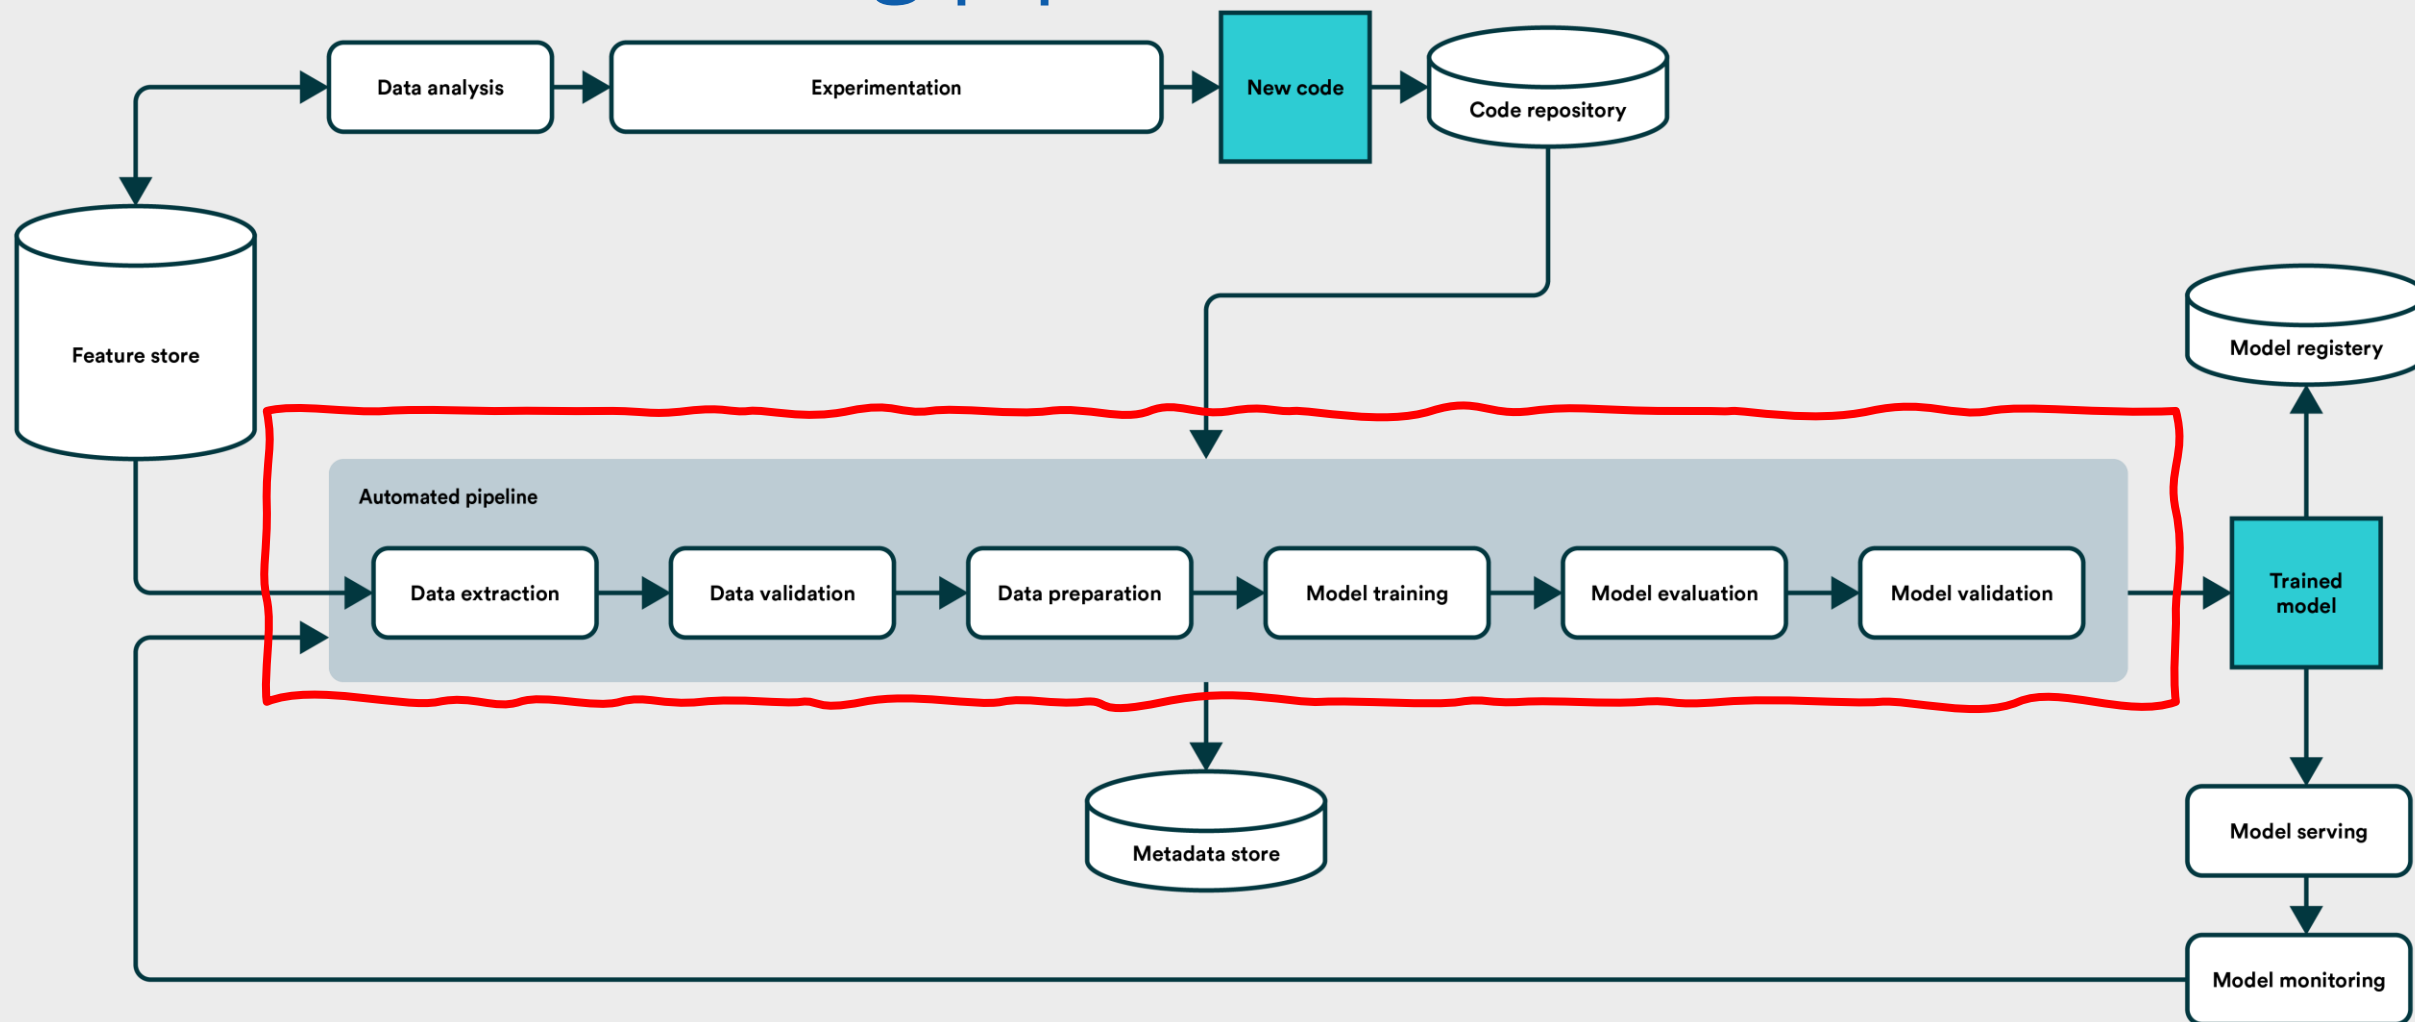 Data analysis
Experimentation
New code
Code repository
Feature store
Model registery
Automated pipeline
Data extraction
Data validation
Data preparation
Model training
Model evaluation
Model validation
Trained
model
Metadata store
Model serving
Model monitoring